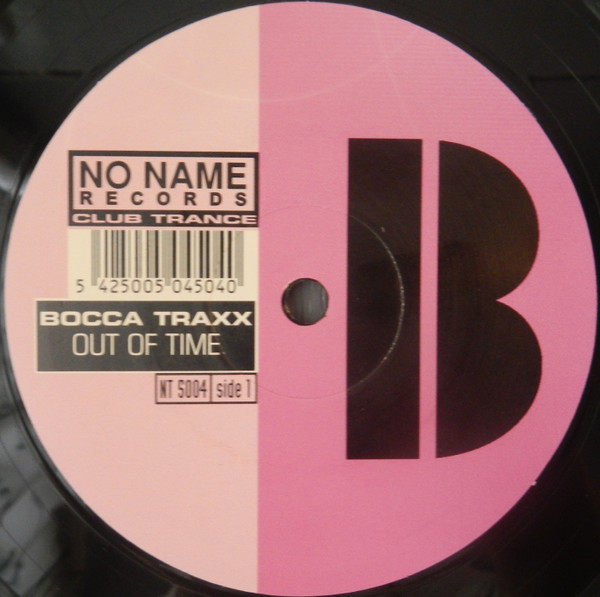 NO NAME
RECORDS
CLUB TRANCE
5 425005 045040
BOCCA TRAXX
OUT OF TIME
NT 5004 side 1
B